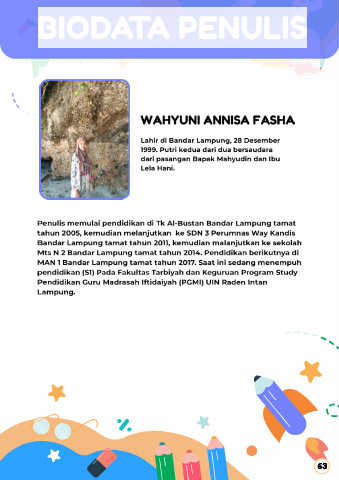 BIODATA PENULIS
WAHYUNI ANNISA FASHA
Lahir di Bandar Lampung, 28 Desember
1999. Putri kedua dari dua bersaudara
dari pasangan Bapak Mahyudin dan Ibu
Lela Hani.
Penulis memulai pendidikan di Tk Al-Bustan Bandar Lampung tamat
tahun 2005, kemudian melanjutkan ke SDN 3 Perumnas Way Kandis
Bandar Lampung tamat tahun 2011, kemudian malanjutkan ke sekolah
Mts N 2 Bandar Lampung tamat tahun 2014. Pendidikan berikutnya di
MAN 1 Bandar Lampung tamat tahun 2017. Saat ini sedang menempuh
pendidikan (S1) Pada Fakultas Tarbiyah dan Keguruan Program Study
Pendidikan Guru Madrasah Iftidaiyah (PGMI) UIN Raden Intan
Lampung.
63